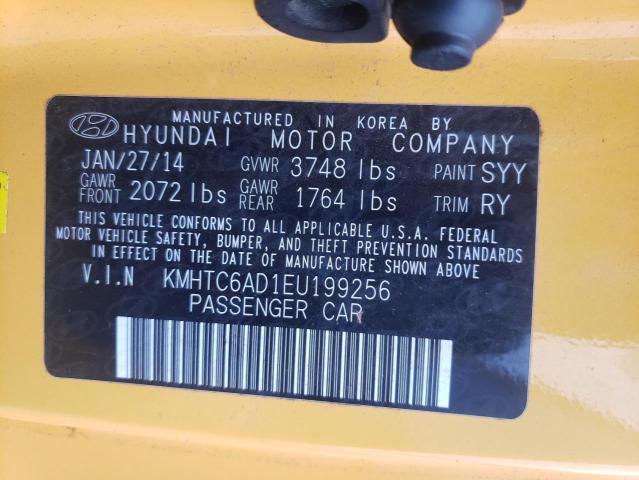 MANUFACTURED IN KOREA BY
HYUNDAI MOTOR COMPANY
JAN/27/14 GVWR 3748 lbs PAINT SYY
GAWR FRONT 2072 lbs GAWR REAR 1764 lbs TRIM RY
THIS VEHICLE CONFORMS TO ALL APPLICABLE U.S.A. FEDERAL
MOTOR VEHICLE SAFETY, BUMPER, AND THEFT PREVENTION STANDARDS
IN EFFECT ON THE DATE OF MANUFACTURE SHOWN ABOVE
V.I.N KMHTC6AD1EU199256
PASSENGER CAR